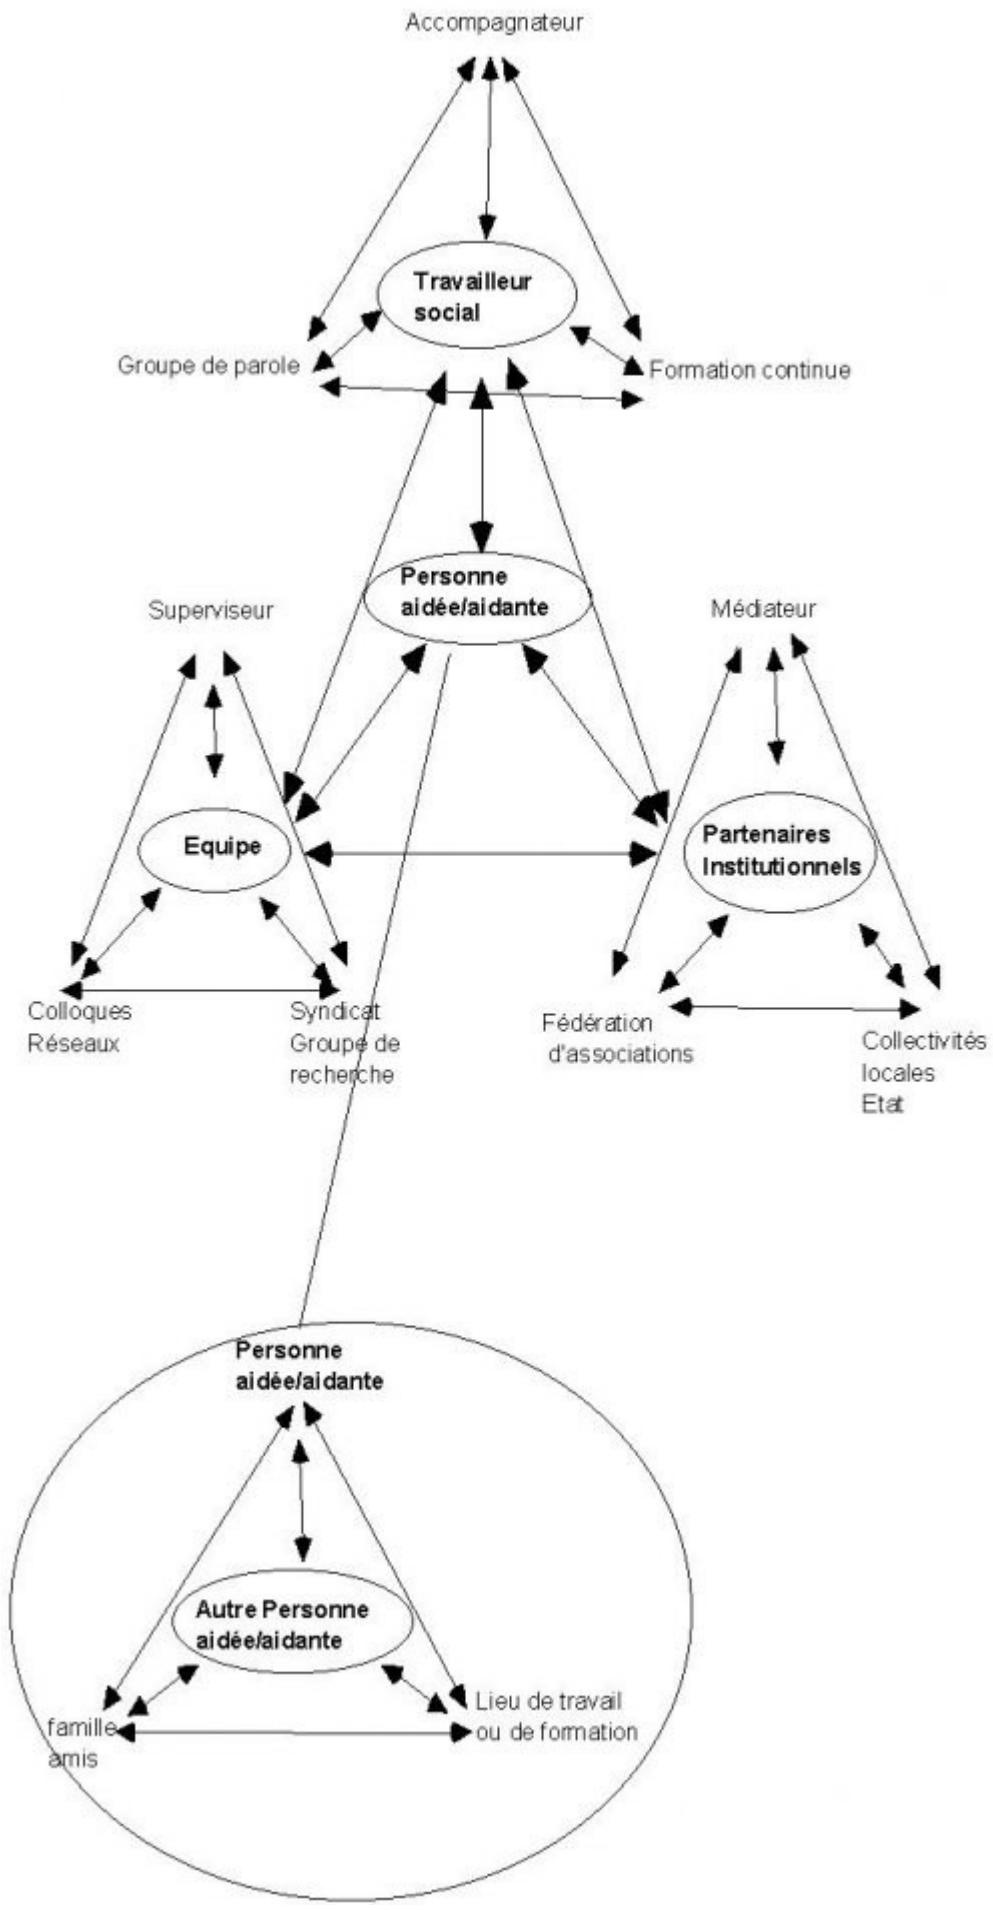 Accompagnateur
Travailleur
social
Groupe de parole
Formation continue
Personne
aidée/aidante
Superviseur
Médiateur
Equipe
Partenaires
Institutionnels
Colloques
Réseaux
Syndicat
Groupe de
recherche
Fédération
d'associations
Collectivités
locales
Etat
Personne
aidée/aidante
Autre Personne
aidée/aidante
famille
amis
Lieu de travail
ou de formation